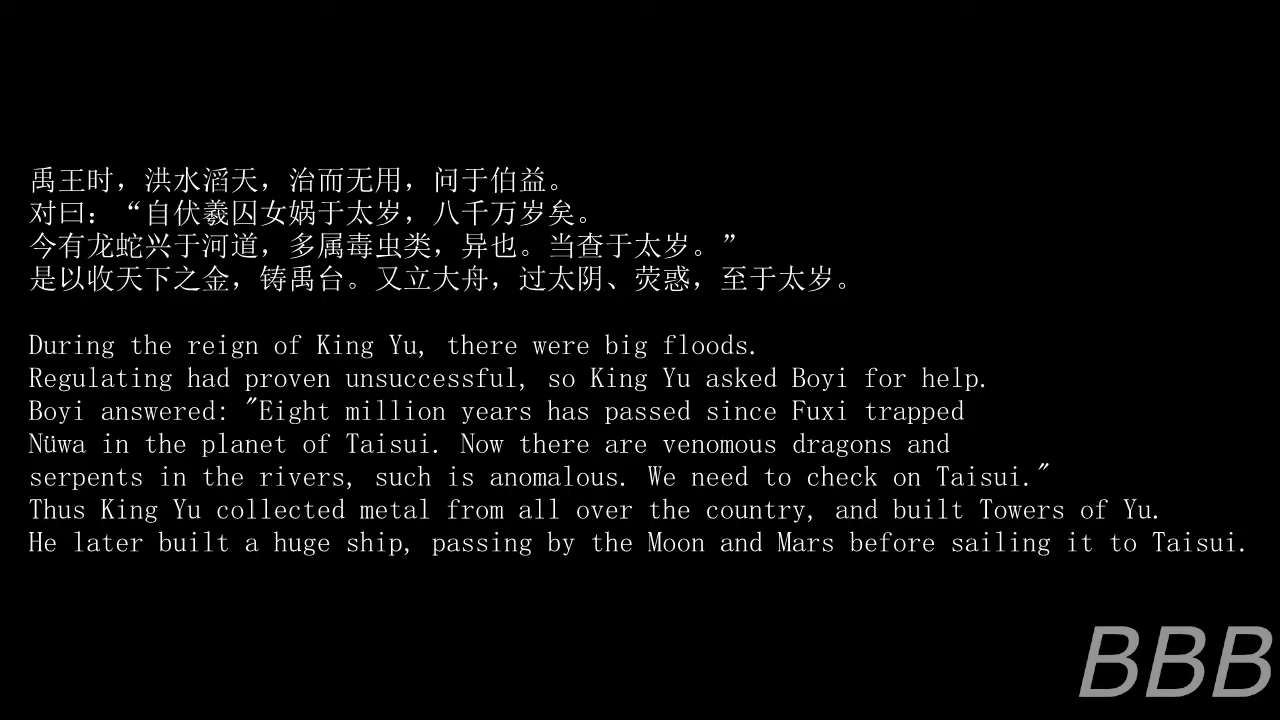 禹王时，洪水滔天，治而无用，问于伯益。
对曰：“自伏羲囚女娲于太岁，八千万岁矣。
今有龙蛇兴于河道，多属毒虫类，异也。当查于太岁。”
是以收天下之金，铸禹台。又立大舟，过太阴、荧惑，至于太岁。
During the reign of King Yu, there were big floods.
Regulating had proven unsuccessful, so King Yu asked Boyi for help.
Boyi answered: "Eight million years has passed since Fuxi trapped
Nüwa in the planet of Taisui. Now there are venomous dragons and
serpents in the rivers, such is anomalous. We need to check on Taisui."
Thus King Yu collected metal from all over the country, and built Towers of Yu.
He later built a huge ship, passing by the Moon and Mars before sailing it to Taisui.
BBB